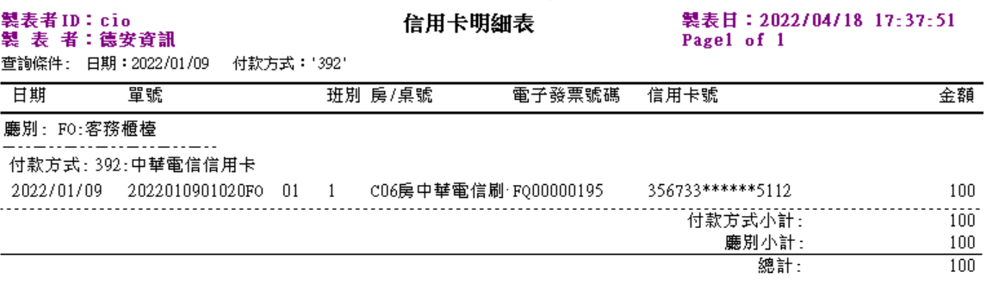 製表者ID：cio 信用卡明細表 製表日：2022/04/18 17:37:51
製 表 者：德安資訊 Page1 of 1
查詢條件： 日期：2022/01/09 付款方式：'392'
日期 單號 班別 房/桌號 電子發票號碼 信用卡號 金額
廳別： FO:客務櫃檯
付款方式：392:中華電信信用卡
2022/01/09 2022010901020FO 01 1 C06房中華電信刷 FQ00000195 356733******5112 100
付款方式小計： 100
廳別小計： 100
總計： 100